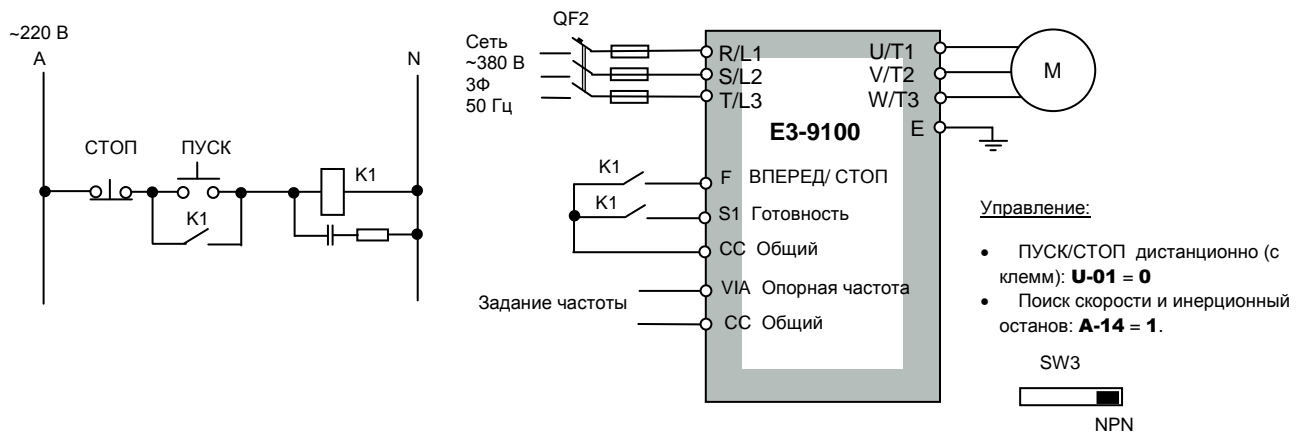 ~220 В
А
N
СТОП
ПУСК
K1
K1
QF2
Сеть
~380 В
3Ф
50 Гц
R/L1
S/L2
T/L3
U/T1
V/T2
W/T3
E
M
E3-9100
K1
F ВПЕРЕД/ СТОП
K1
S1 Готовность
CC Общий
Задание частоты
VIA Опорная частота
CC Общий
Управление:
• ПУСК/СТОП дистанционно (с
клемм): U-01 = 0
• Поиск скорости и инерционный
останов: A-14 = 1.
SW3
NPN